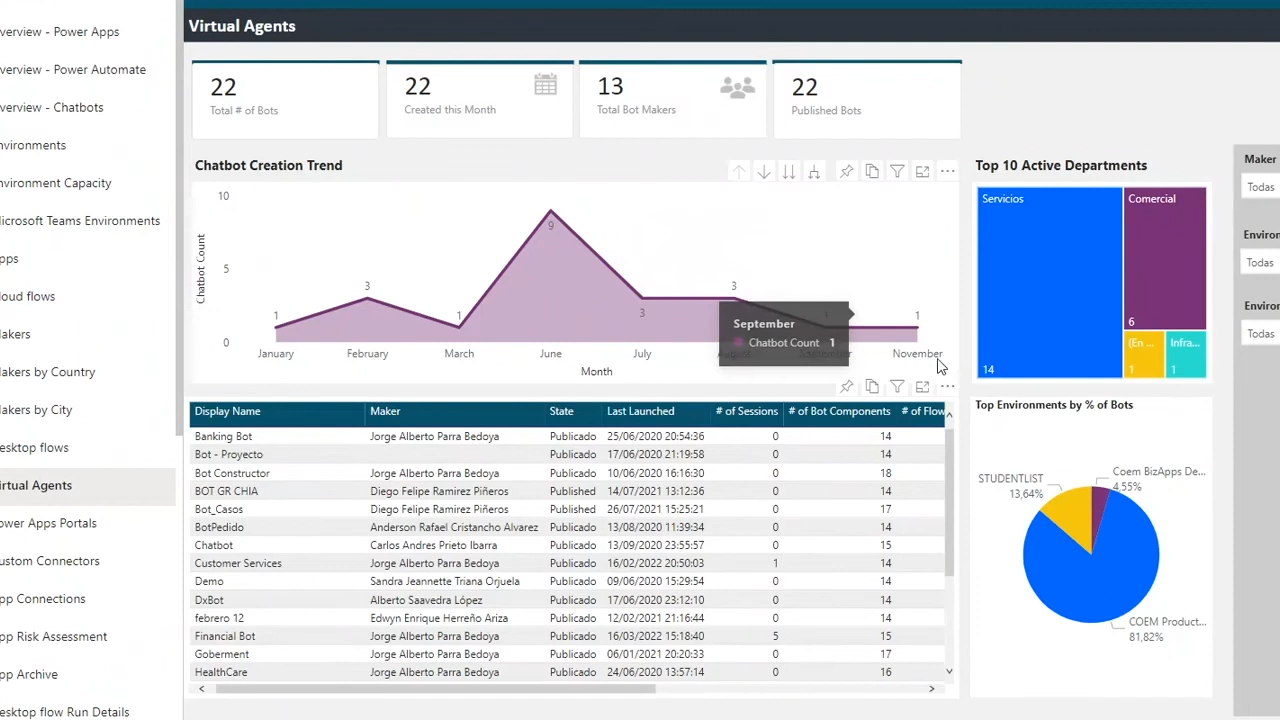 verview - Power Apps
verview - Power Automate
verview - Chatbots
nvironments
nvironment Capacity
icrosoft Teams Environments
pps
loud flows
akers
akers by Country
akers by City
esktop flows
irtual Agents
ower Apps Portals
ustom Connectors
pp Connections
pp Risk Assessment
pp Archive
esktop flow Run Details
Virtual Agents
22
Total # of Bots
22
Created this Month
13
Total Bot Makers
22
Published Bots
Chatbot Creation Trend
Chatbot Count
10
5
0
1
3
1
9
3
3
1
1
January February March June July August September November
Month
September
Chatbot Count 1
Top 10 Active Departments
Servicios
14
Comercial
6
(En ...
1
Infra...
1
Maker
Todas
Environ
Todas
Environ
Todas
Display Name Maker State Last Launched # of Sessions # of Bot Components # of Flow
Banking Bot Jorge Alberto Parra Bedoya Publicado 25/06/2020 20:54:36 0 14
Bot - Proyecto Publicado 17/06/2020 21:19:58 0 14
Bot Constructor Jorge Alberto Parra Bedoya Publicado 10/06/2020 16:16:30 0 18
BOT GR CHIA Diego Felipe Ramirez Piñeros Published 14/07/2021 13:12:36 0 14
Bot_Casos Diego Felipe Ramirez Piñeros Published 26/07/2021 15:25:21 0 17
BotPedido Anderson Rafael Cristancho Alvarez Publicado 13/08/2020 11:39:34 0 14
Chatbot Carlos Andres Prieto Ibarra Publicado 13/09/2020 23:55:57 0 15
Customer Services Jorge Alberto Parra Bedoya Publicado 16/02/2022 20:50:03 1 14
Demo Sandra Jeannette Triana Orjuela Publicado 09/06/2020 15:29:54 0 14
DxBot Alberto Saavedra López Publicado 17/06/2020 23:12:10 0 14
febrero 12 Edwyn Enrique Herreño Ariza Publicado 12/02/2021 21:16:44 0 14
Financial Bot Jorge Alberto Parra Bedoya Publicado 16/03/2022 15:18:40 5 15
Goberment Jorge Alberto Parra Bedoya Publicado 06/01/2021 20:20:33 0 17
HealthCare Jorge Alberto Parra Bedoya Publicado 24/06/2020 13:57:14 0 16
Top Environments by % of Bots
STUDENTLIST
13,64%
Coem BizApps De...
4,55%
COEM Product...
81,82%